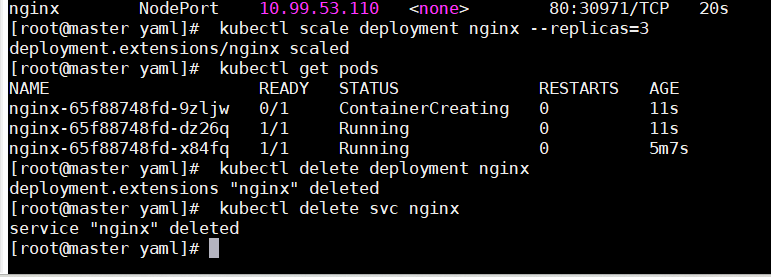 nginx NodePort 10.99.53.110 <none> 80:30971/TCP 20s
[root@master yaml]# kubectl scale deployment nginx --replicas=3
deployment.extensions/nginx scaled
[root@master yaml]# kubectl get pods
NAME READY STATUS RESTARTS AGE
nginx-65f88748fd-9zljw 0/1 ContainerCreating 0 11s
nginx-65f88748fd-dz26q 1/1 Running 0 11s
nginx-65f88748fd-x84fq 1/1 Running 0 5m7s
[root@master yaml]# kubectl delete deployment nginx
deployment.extensions "nginx" deleted
[root@master yaml]# kubectl delete svc nginx
service "nginx" deleted
[root@master yaml]#